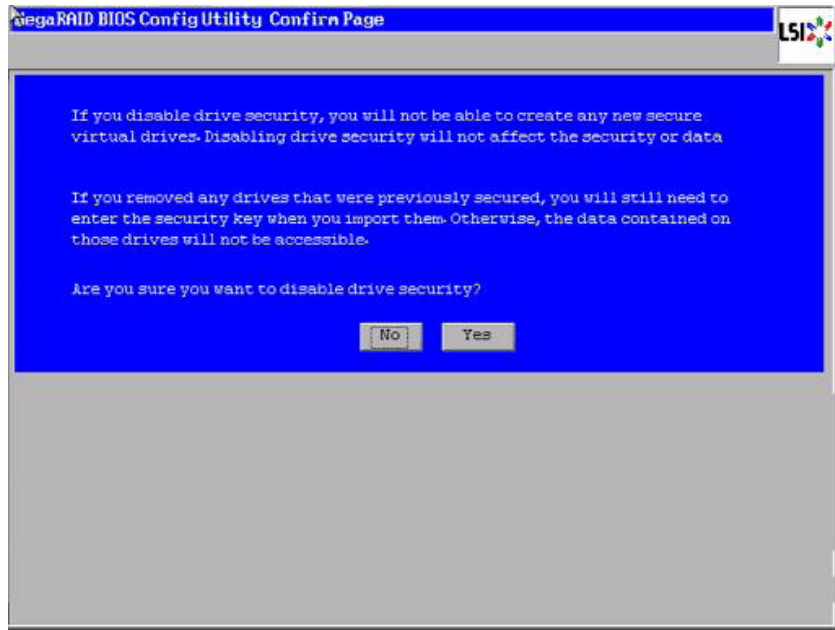 MegaRAID BIOS Config Utility Confirm Page
LSI
If you disable drive security, you will not be able to create any new secure
virtual drives. Disabling drive security will not affect the security or data
If you removed any drives that were previously secured, you will still need to
enter the security key when you import them. Otherwise, the data contained on
those drives will not be accessible.
Are you sure you want to disable drive security?
No Yes